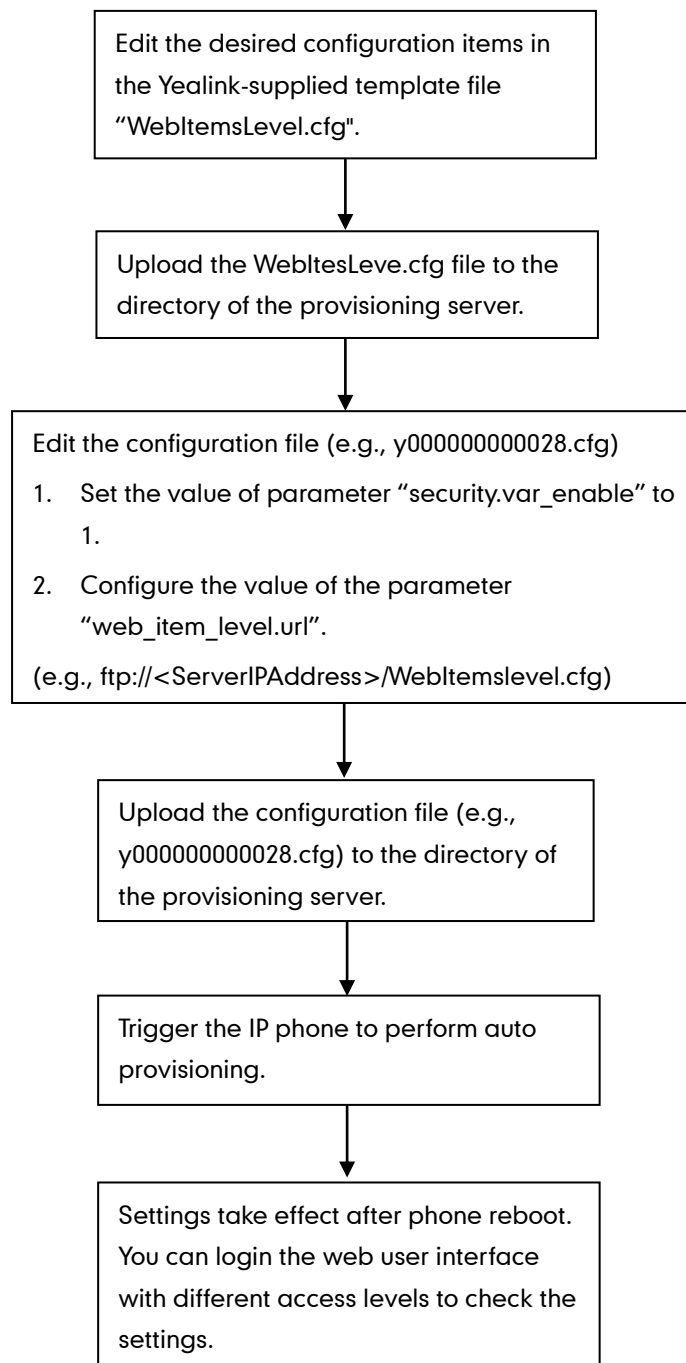 Edit the desired configuration items in
the Yealink-supplied template file
“WebItemsLevel.cfg".
Upload the WebItesLeve.cfg file to the
directory of the provisioning server.
Edit the configuration file (e.g., y000000000028.cfg)
1. Set the value of parameter “security.var_enable” to
1.
2. Configure the value of the parameter
“web_item_level.url”.
(e.g., ftp://<ServerIPAddress>/WebItemslevel.cfg)
Upload the configuration file (e.g.,
y000000000028.cfg) to the directory of
the provisioning server.
Trigger the IP phone to perform auto
provisioning.
Settings take effect after phone reboot.
You can login the web user interface
with different access levels to check the
settings.